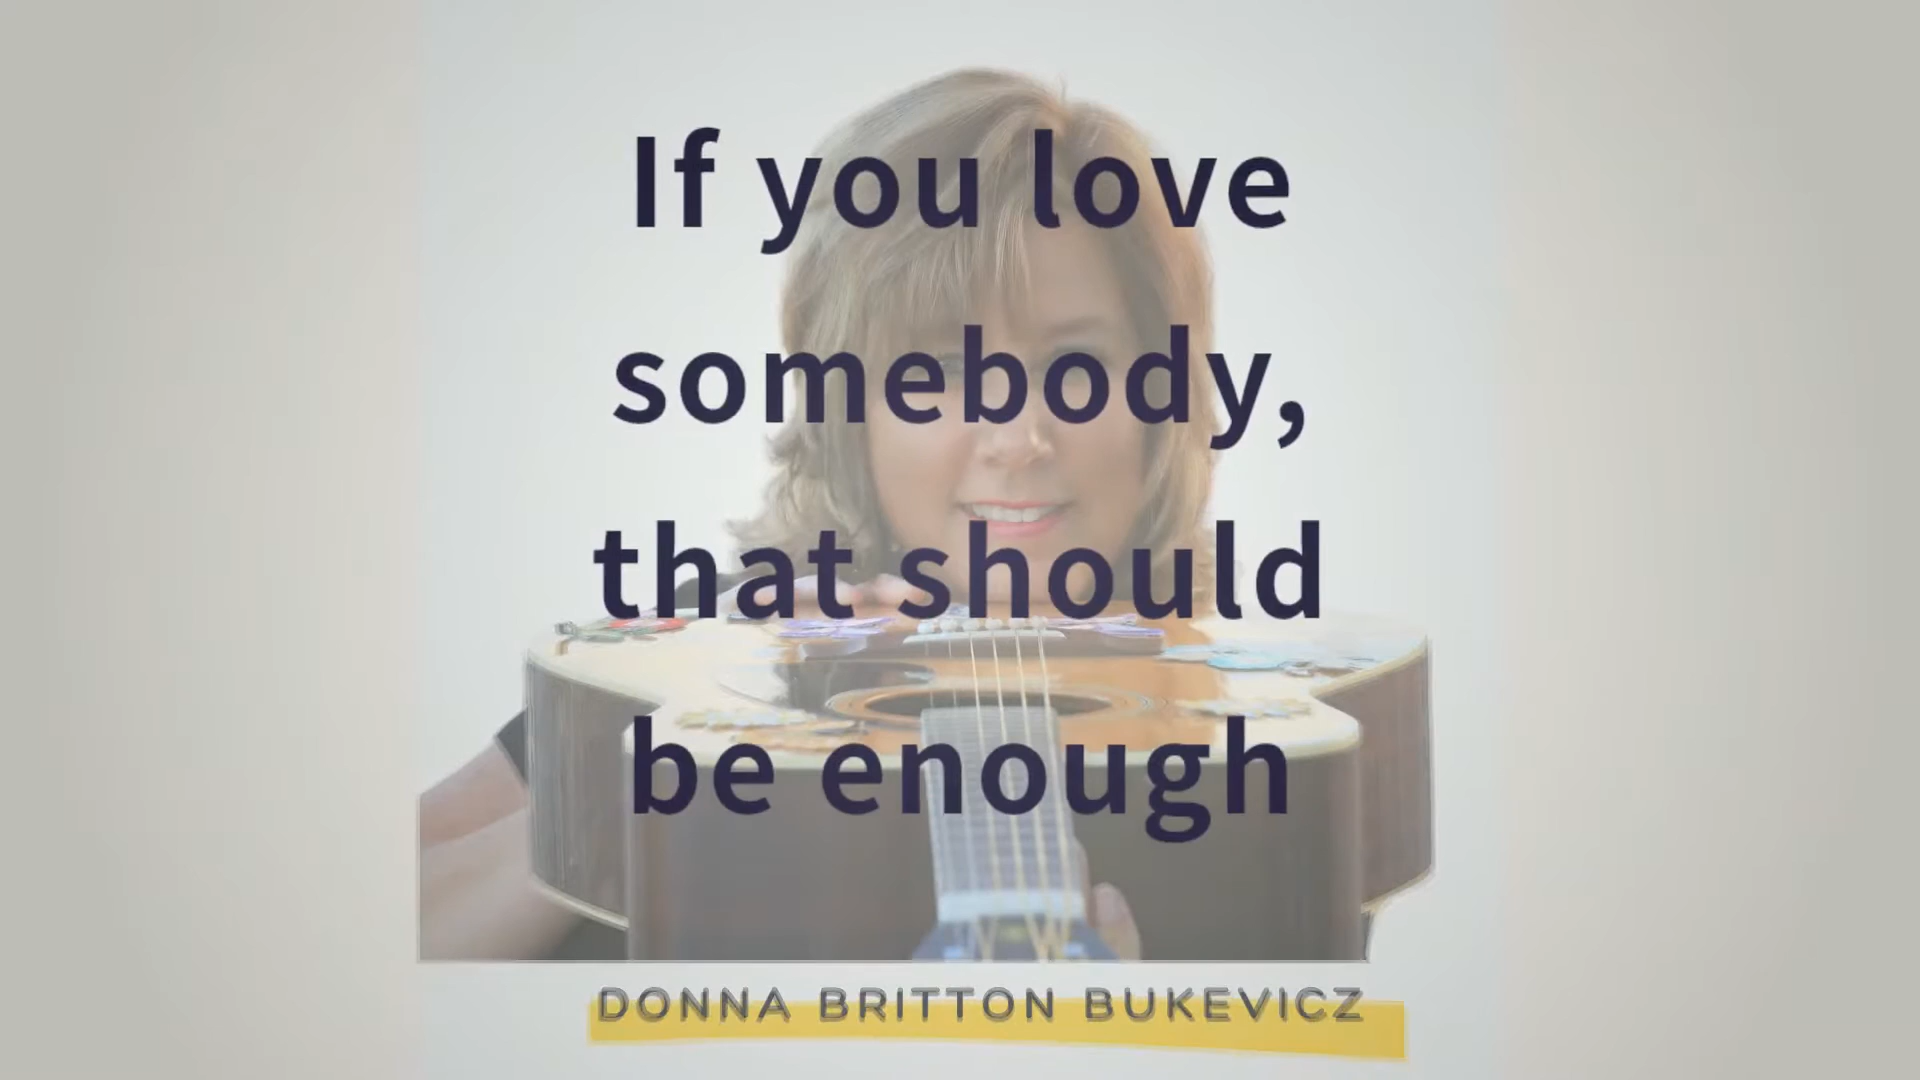 If you love
somebody,
that should
be enough
DONNA BRITTON BUKEVICZ